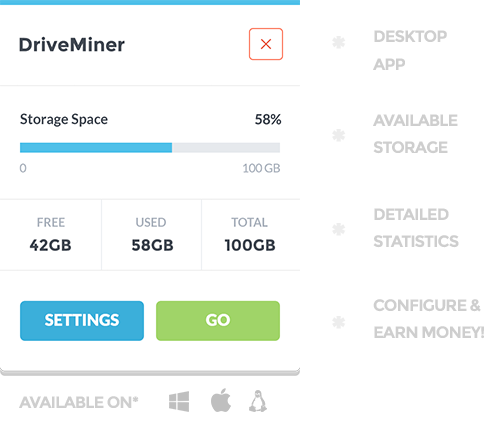 DriveMiner
Storage Space 58%
0 100 GB
FREE USED TOTAL
42GB 58GB 100GB
SETTINGS GO
AVAILABLE ON*
* DESKTOP
APP
* AVAILABLE
STORAGE
* DETAILED
STATISTICS
* CONFIGURE &
EARN MONEY!